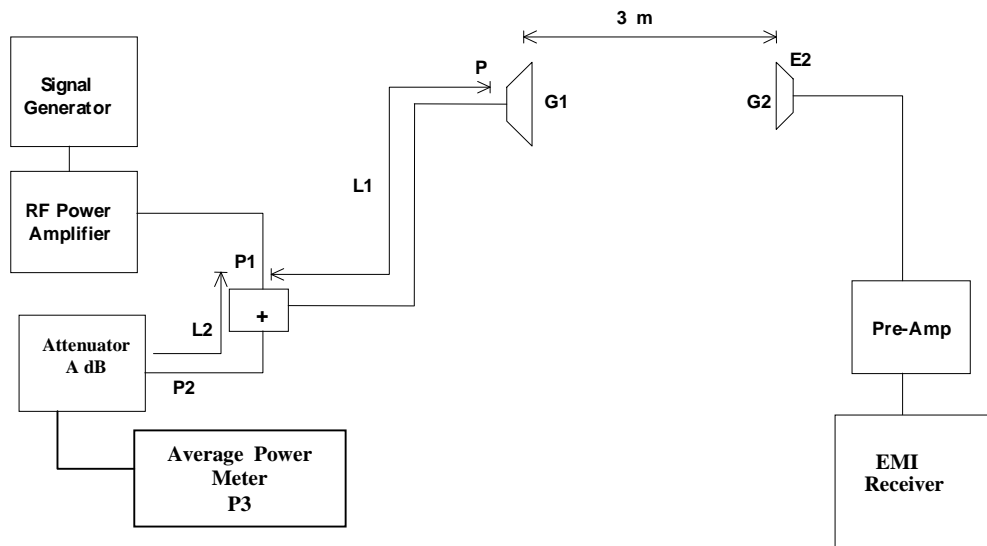 3 m
P
E2
Signal
Generator
G1
G2
L1
RF Power
Amplifier
P1
+
L2
Pre-Amp
Attenuator
A dB
P2
Average Power
Meter
P3
EMI
Receiver